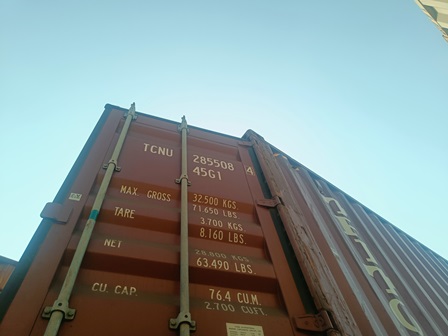 TCNU 285508 4
45G1
MAX. GROSS 32.500 KGS
71.650 LBS
TARE 3.700 KGS
8.160 LBS.
NET 28.800 KGS
63.490 LBS.
CU. CAP. 76.4 CU.M.
2.700 CU.FT.